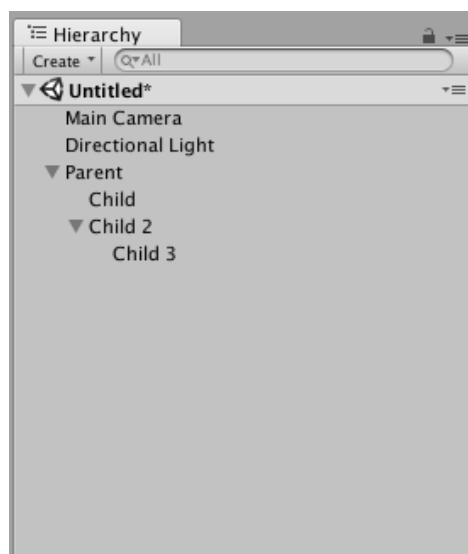 Hierarchy
Create All
Untitled*
Main Camera
Directional Light
Parent
Child
Child 2
Child 3